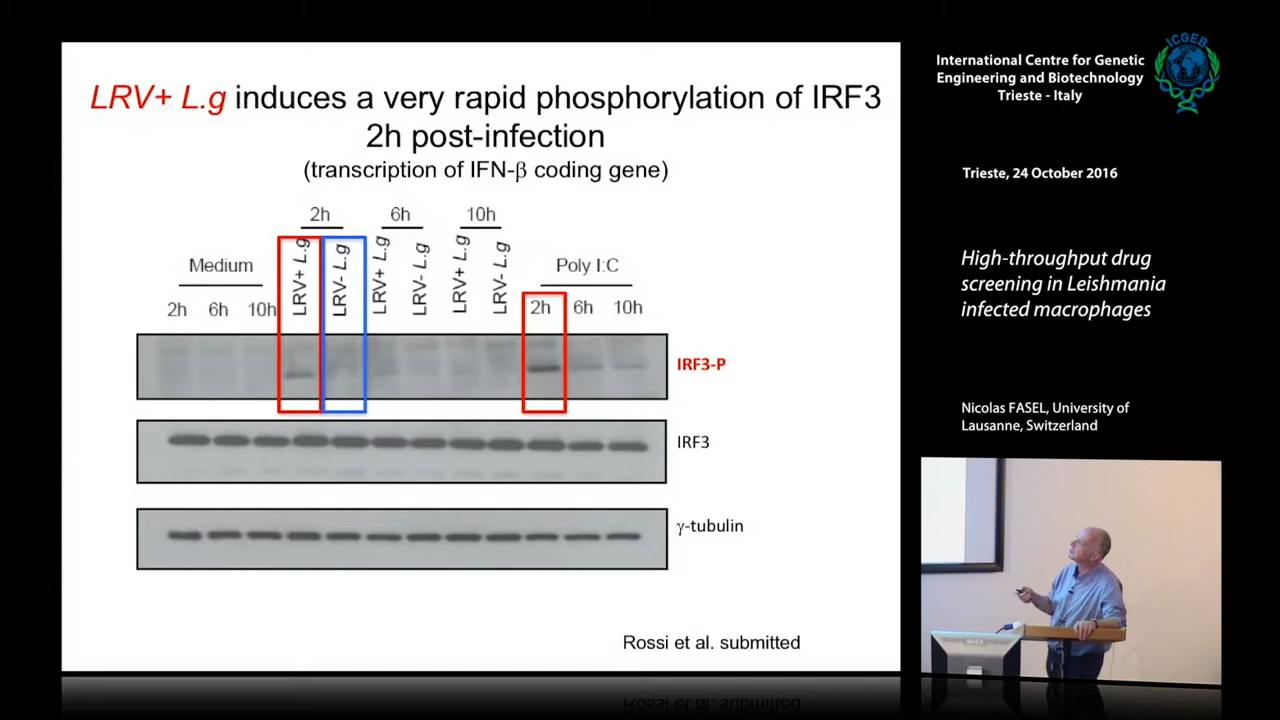 LRV+ L.g induces a very rapid phosphorylation of IRF3
2h post-infection
(transcription of IFN-β coding gene)
2h 6h 10h
Medium
LRV+ L.g
LRV- L.g
LRV+ L.g
LRV- L.g
LRV+ L.g
LRV- L.g
Poly I:C
2h 6h 10h
2h 6h 10h
IRF3-P
IRF3
γ-tubulin
Rossi et al. submitted
International Centre for Genetic
Engineering and Biotechnology
Trieste - Italy
ICGEB
Trieste, 24 October 2016
High-throughput drug
screening in Leishmania
infected macrophages
Nicolas FASEL, University of
Lausanne, Switzerland